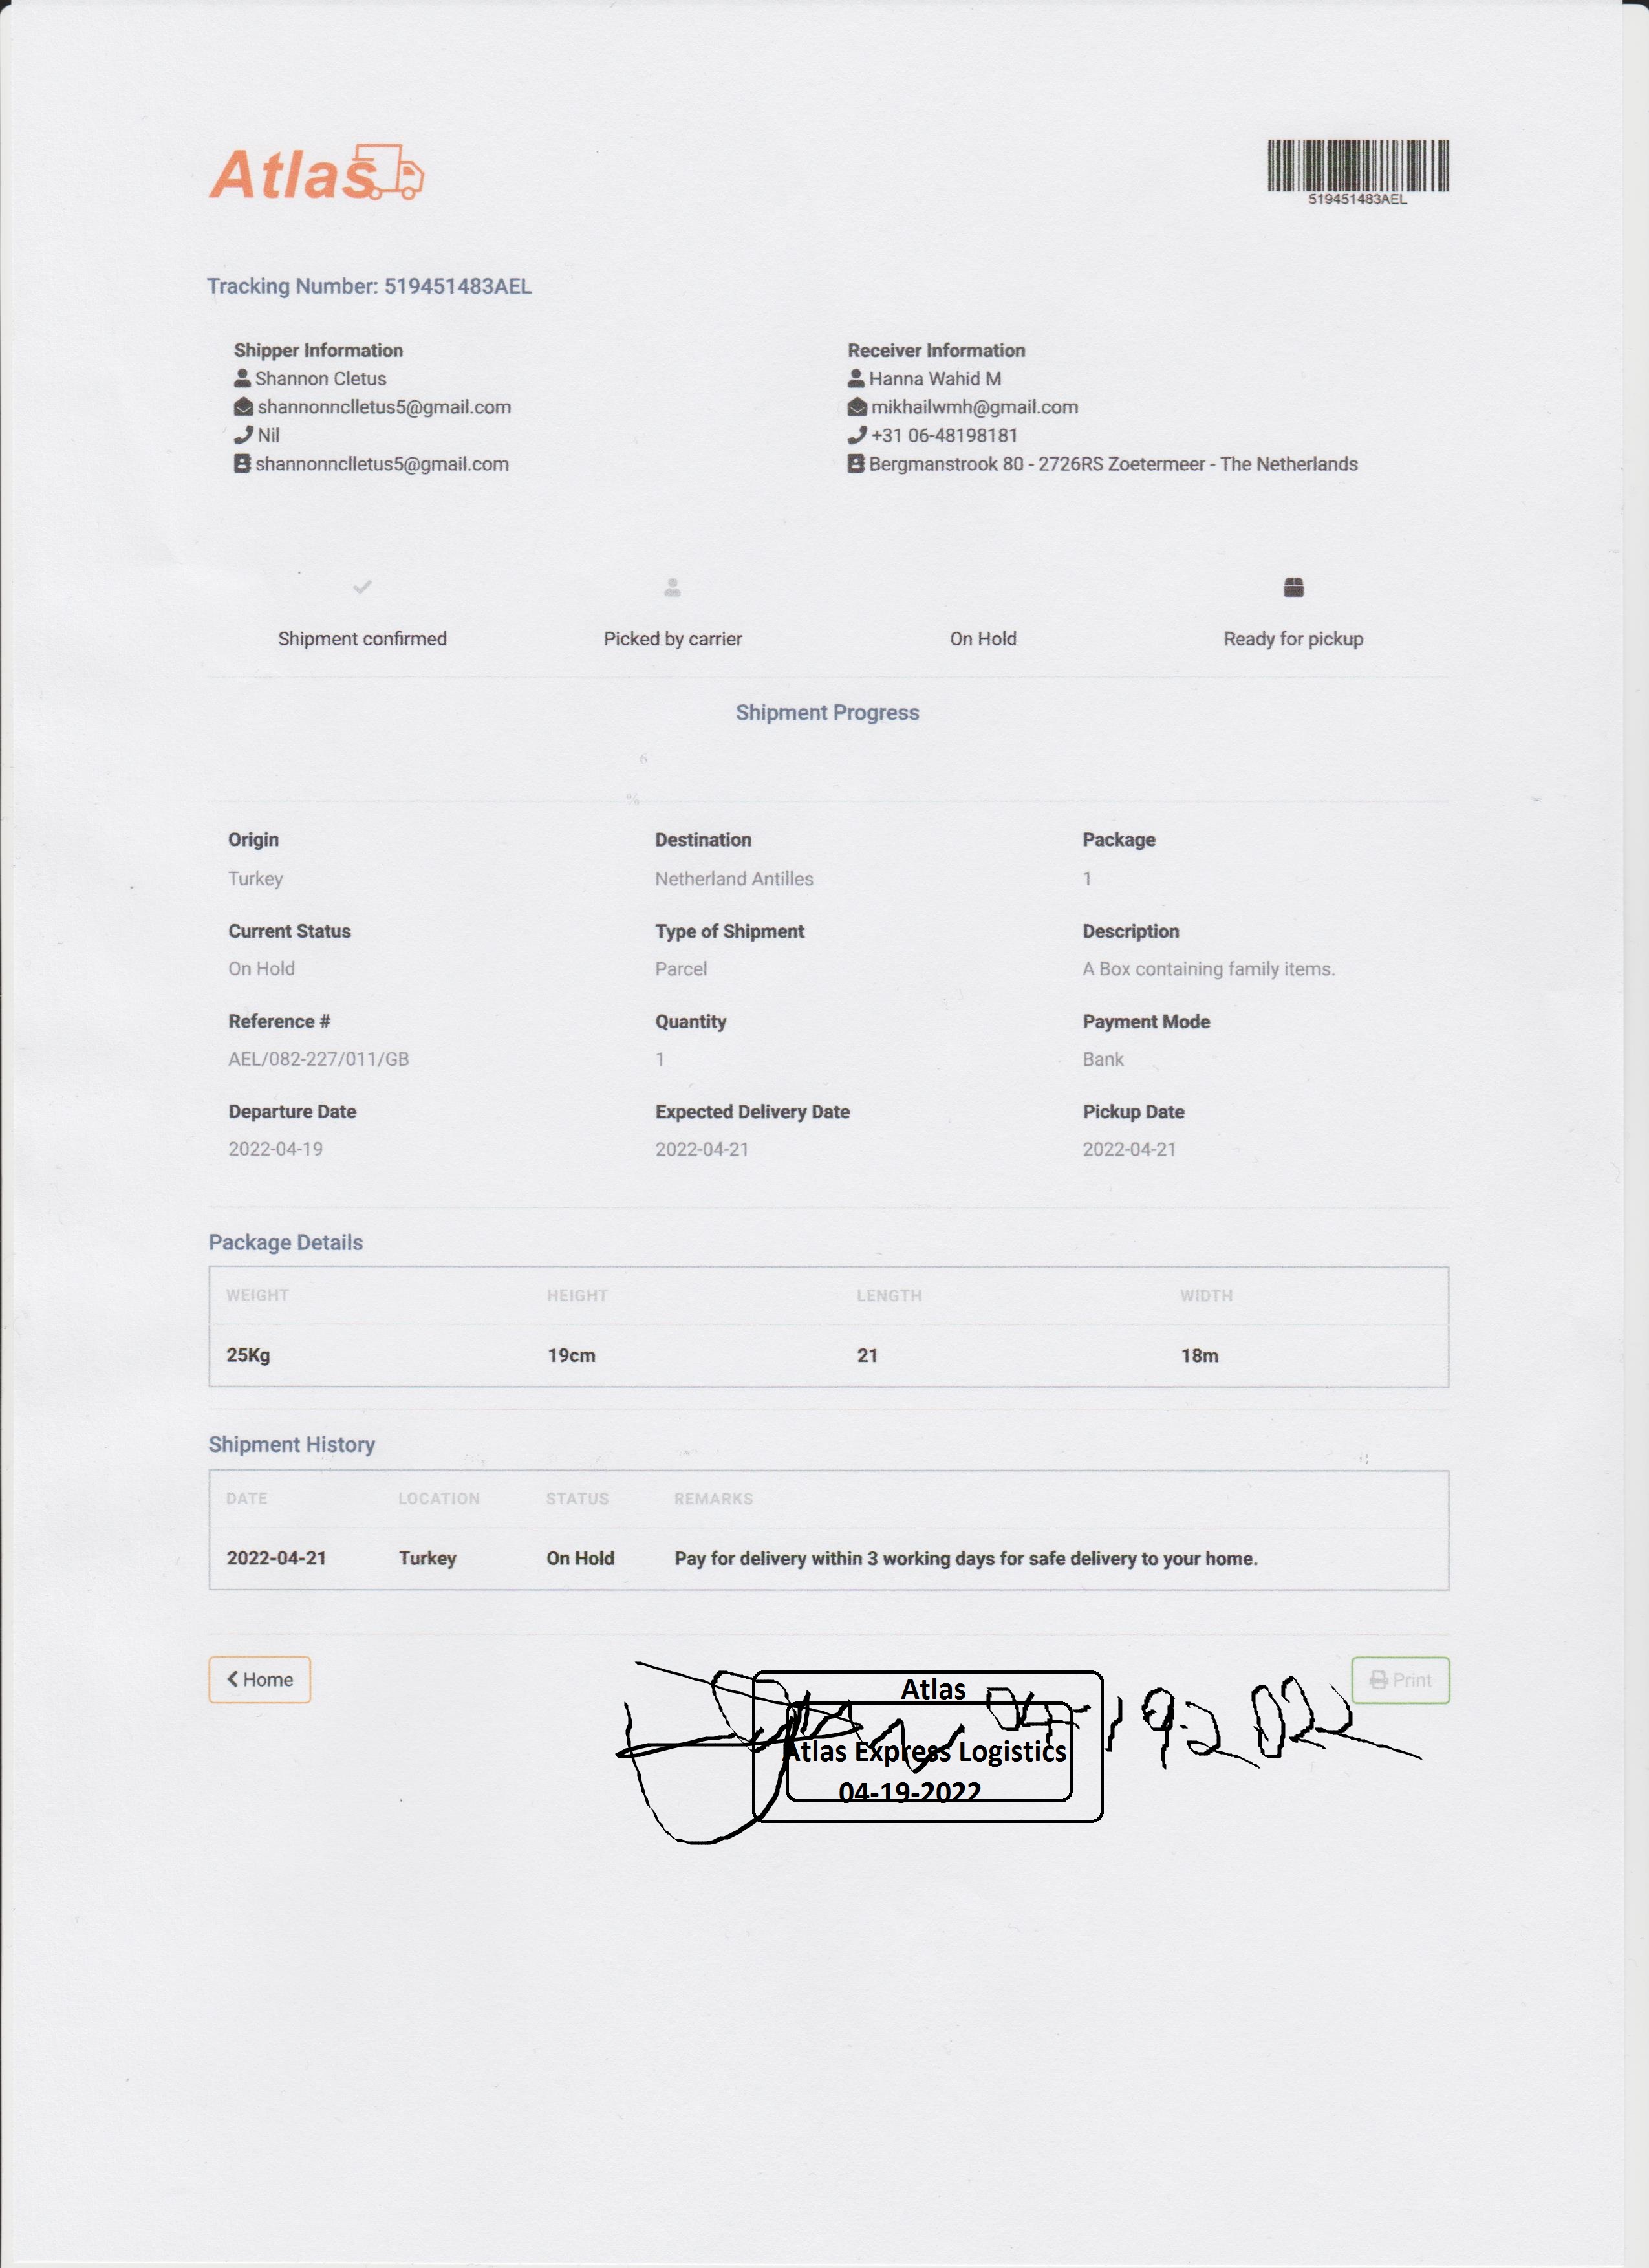 Atlas
519451483AEL
Tracking Number: 519451483AEL
Shipper Information
Shannon Cletus
shannonnclletus5@gmail.com
Nil
shannonnclletus5@gmail.com
Receiver Information
Hanna Wahid M
mikhailwmh@gmail.com
+31 06-48198181
Bergmanstrook 80 - 2726RS Zoetermeer - The Netherlands
Shipment confirmed Picked by carrier On Hold Ready for pickup
Shipment Progress
6
%
Origin Destination Package
Turkey Netherland Antilles 1
Current Status Type of Shipment Description
On Hold Parcel A Box containing family items.
Reference # Quantity Payment Mode
AEL/082-227/011/GB 1 Bank
Departure Date Expected Delivery Date Pickup Date
2022-04-19 2022-04-21 2022-04-21
Package Details
WEIGHT HEIGHT LENGTH WIDTH
25Kg 19cm 21 18m
Shipment History
DATE LOCATION STATUS REMARKS
2022-04-21 Turkey On Hold Pay for delivery within 3 working days for safe delivery to your home.
Home
Print
Atlas
04-19-2022
Atlas Express Logistics
04-19-2022